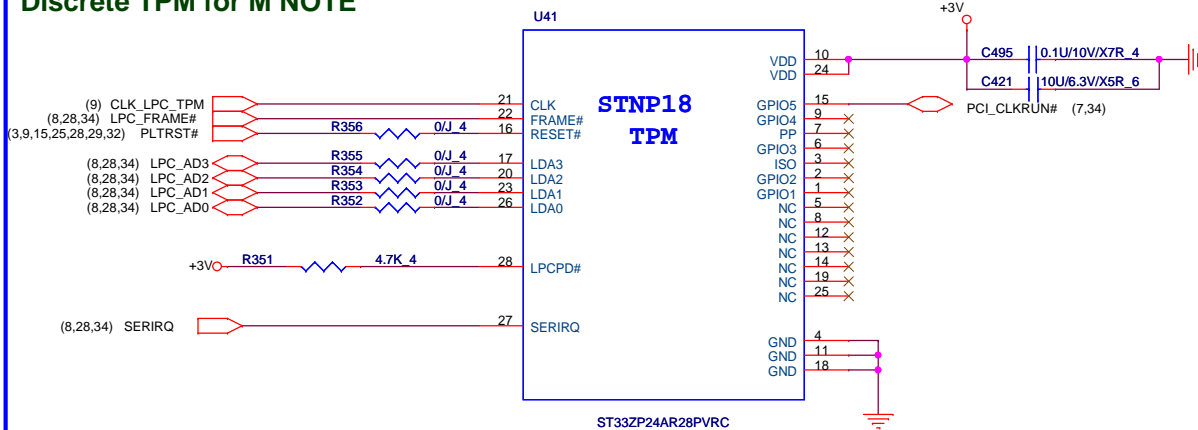 Discrete TPM for M NOTE
+3V
U41
C495 0.1U/10V/X7R_4
C421 10U/6.3V/X5R_6
STNP18
TPM
(9) CLK_LPC_TPM 21 CLK
(8,28,34) LPC_FRAME# 22 FRAME#
(3,9,15,25,28,29,32) PLTRST# R356 0/J_4 16 RESET#
(8,28,34) LPC_AD3 R355 0/J_4 17 LDA3
(8,28,34) LPC_AD2 R354 0/J_4 20 LDA2
(8,28,34) LPC_AD1 R353 0/J_4 23 LDA1
(8,28,34) LPC_AD0 R352 0/J_4 26 LDA0
+3V R351 4.7K_4 28 LPCPD#
(8,28,34) SERIRQ 27 SERIRQ
VDD 10
VDD 24
GPIO5 15 PCI_CLKRUN# (7,34)
GPIO4 9
PP 7
GPIO3 6
ISO 3
GPIO2 2
GPIO1 1
NC 5
NC 8
NC 12
NC 13
NC 14
NC 19
NC 25
GND 4
GND 11
GND 18
ST33ZP24AR28PVRC